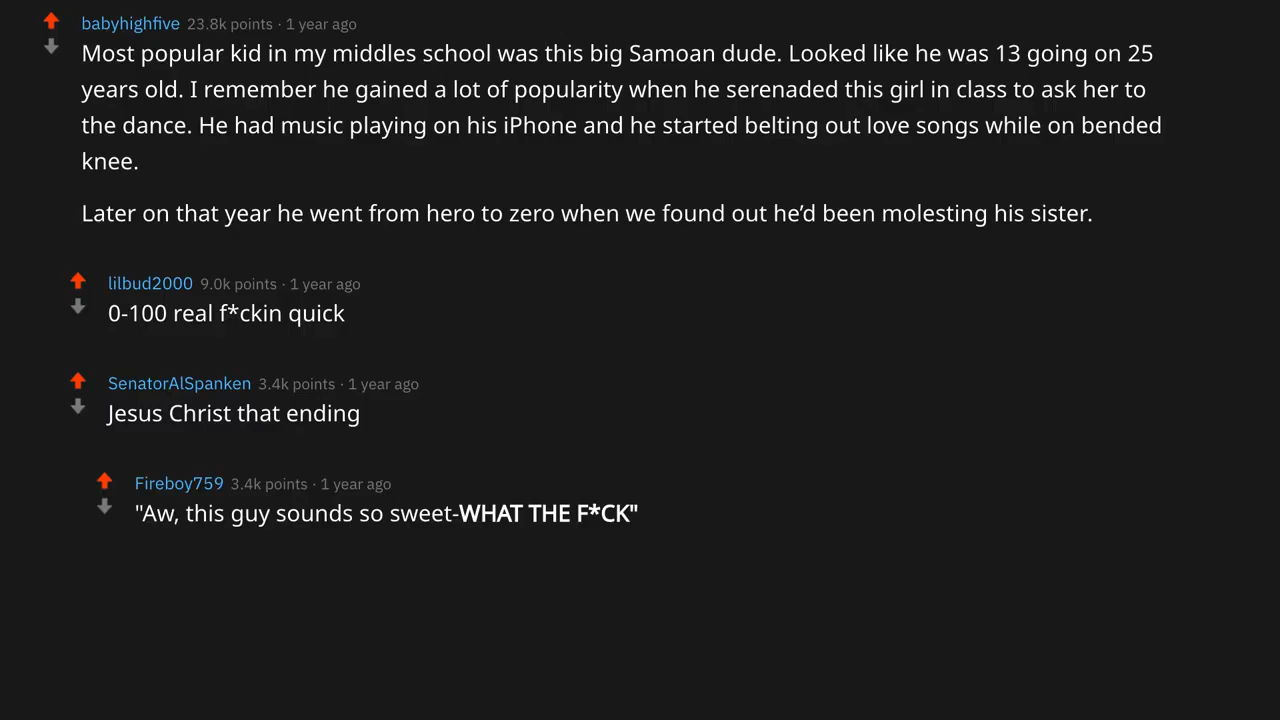 babyhighfive 23.8k points · 1 year ago
Most popular kid in my middles school was this big Samoan dude. Looked like he was 13 going on 25
years old. I remember he gained a lot of popularity when he serenaded this girl in class to ask her to
the dance. He had music playing on his iPhone and he started belting out love songs while on bended
knee.
Later on that year he went from hero to zero when we found out he’d been molesting his sister.
lilbud2000 9.0k points · 1 year ago
0-100 real f*ckin quick
SenatorAlSpanken 3.4k points · 1 year ago
Jesus Christ that ending
Fireboy759 3.4k points · 1 year ago
"Aw, this guy sounds so sweet-WHAT THE F*CK"